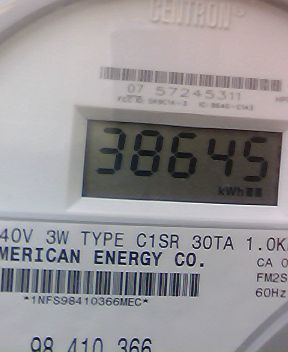 CENTRON®
07 57245311
38645
kWh
40V 3W TYPE C1SR 30TA 1.0K
MERICAN ENERGY CO.
CA 0
FM2S
60Hz
*1NFS98410366MEC*
98 410 366